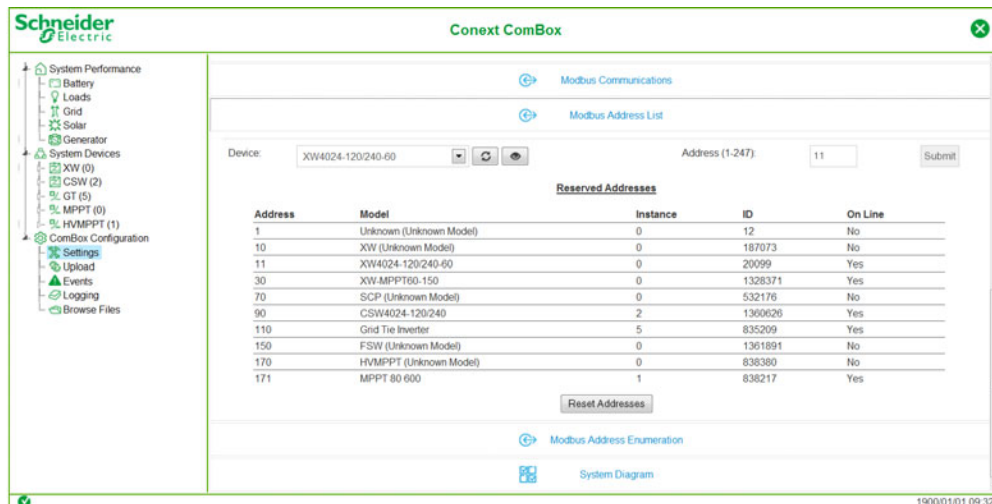 Schneider
Electric
Conext ComBox
System Performance
Battery
Loads
Grid
Solar
Generator
System Devices
XW (0)
CSW (2)
GT (5)
MPPT (0)
HVMPPT (1)
ComBox Configuration
Settings
Upload
Events
Logging
Browse Files
Modbus Communications
Modbus Address List
Device: XW4024-120/240-60 Address (1-247): 11 Submit
Reserved Addresses
Address Model Instance ID On Line
1 Unknown (Unknown Model) 0 12 No
10 XW (Unknown Model) 0 187073 No
11 XW4024-120/240-60 0 20099 Yes
30 XW-MPPT60-150 0 1328371 Yes
70 SCP (Unknown Model) 0 532176 No
90 CSW4024-120/240 2 1360626 Yes
110 Grid Tie Inverter 5 835209 Yes
150 FSW (Unknown Model) 0 1361891 No
170 HVMPPT (Unknown Model) 0 838380 No
171 MPPT 80 600 1 838217 Yes
Reset Addresses
Modbus Address Enumeration
System Diagram
1900/01/01 09:32